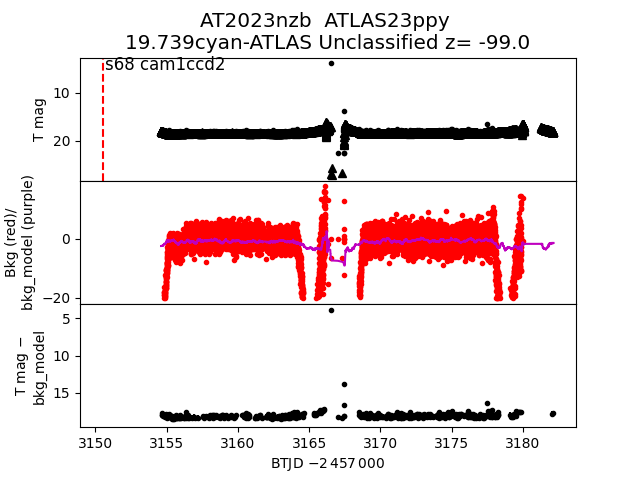 AT2023nzb  ATLAS23ppy
19.739cyan-ATLAS Unclassified z= -99.0
s68 cam1ccd2
T mag
10
20
Bkg (red)/
bkg_model (purple)
0
−20
T mag −
bkg_model
5
10
15
3150 3155 3160 3165 3170 3175 3180
BTJD −2 457 000